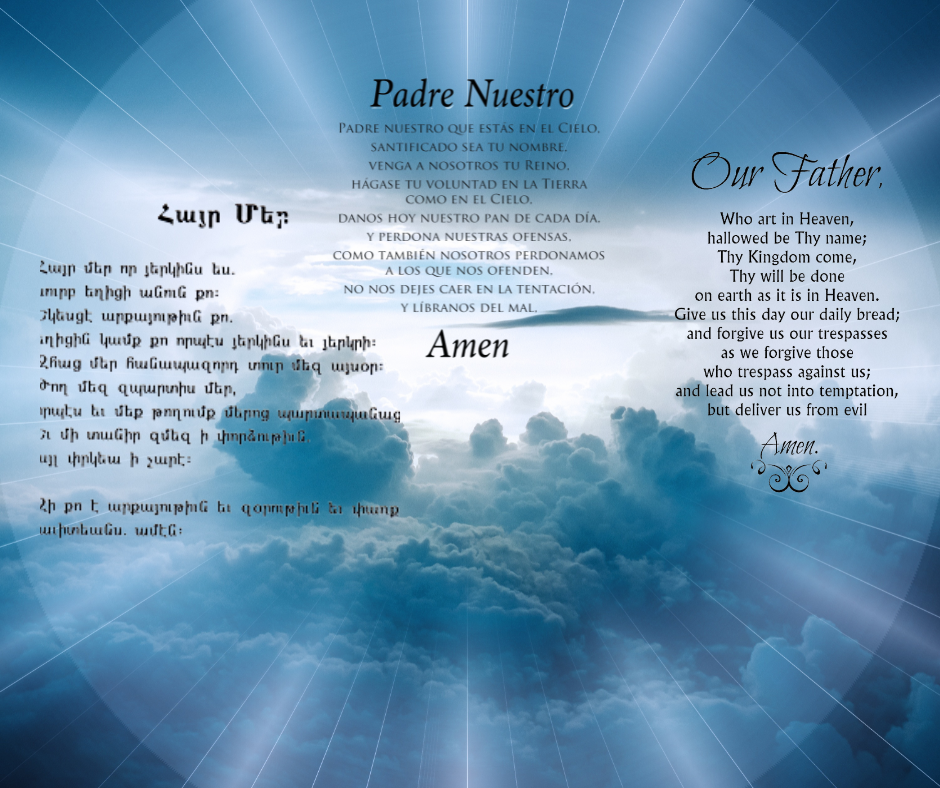 Հայր Մեր
Հայր մեր որ յերկինս ես.
սուրբ եղիցի անուն քո:
Եկեսցէ արքայութիւն քո.
եղիցին կամք քո որպէս յերկինս եւ յերկրի:
Զհաց մեր հանապազորդ տուր մեզ այսօր:
Թող մեզ զպարտիս մեր,
որպէս եւ մեք թողումք մերոց պարտապանաց
Եւ մի տանիր զմեզ ի փորձութիւն.
այլ փրկեա ի չարէ:
Զի քո է արքայութիւն եւ զօրութիւն եւ փառք
աւիտեանս. ամէն:
Padre Nuestro
Padre nuestro que estás en el Cielo,
santificado sea tu nombre,
venga a nosotros tu Reino,
hágase tu voluntad en la Tierra
como en el Cielo,
danos hoy nuestro pan de cada día,
y perdona nuestras ofensas,
como también nosotros perdonamos
a los que nos ofenden,
no nos dejes caer en la tentación,
y líbranos del mal,
Amen
Our Father,
Who art in Heaven,
hallowed be Thy name;
Thy Kingdom come,
Thy will be done
on earth as it is in Heaven.
Give us this day our daily bread;
and forgive us our trespasses
as we forgive those
who trespass against us;
and lead us not into temptation,
but deliver us from evil
Amen.